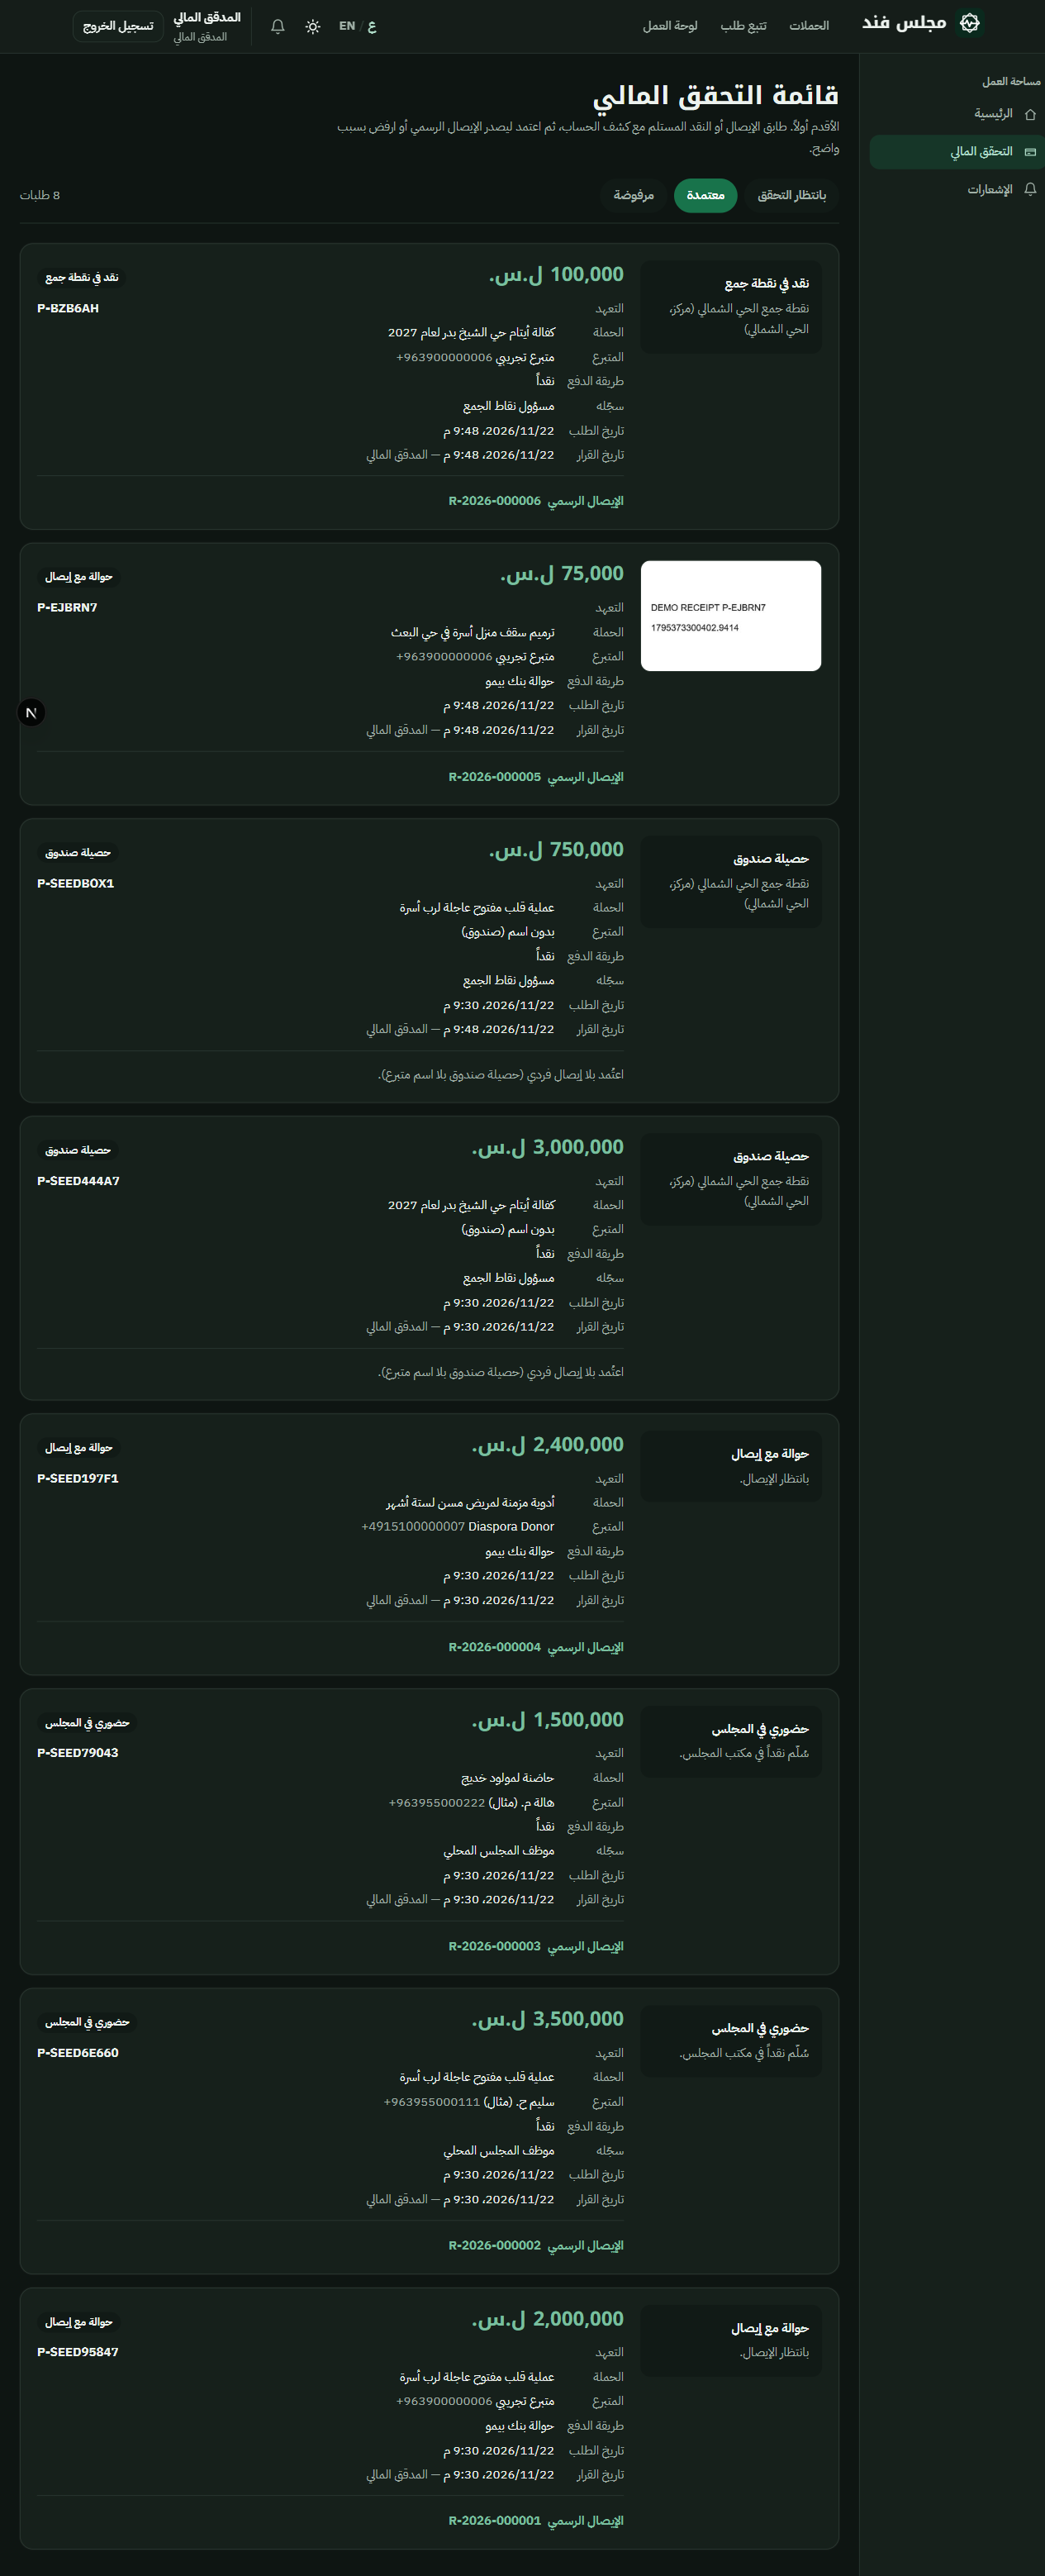 مجلس فند
الحملات
تتبع طلب
لوحة العمل
ع / EN
المدقق المالي
المدقق المالي
تسجيل الخروج
مساحة العمل
الرئيسية
التحقق المالي
الإشعارات
قائمة التحقق المالي
الأقدم أولاً. طابق الإيصال أو النقد المستلم مع كشف الحساب، ثم اعتمد ليصدر الإيصال الرسمي أو ارفض بسبب
واضح.
بانتظار التحقق
معتمدة
مرفوضة
8 طلبات
نقد في نقطة جمع
نقطة جمع الحي الشمالي (مركز،
الحي الشمالي)
100,000 ل.س.
نقد في نقطة جمع
التعهد P-BZB6AH
الحملة كفالة أيتام حي الشيخ بدر لعام 2027
المتبرع متبرع تجريبي +963900000006
طريقة الدفع نقداً
سجّله مسؤول نقاط الجمع
تاريخ الطلب 2026/11/22، 9:48 م
تاريخ القرار 2026/11/22، 9:48 م — المدقق المالي
الإيصال الرسمي R-2026-000006
DEMO RECEIPT P-EJBRN7
1795373300402.9414
75,000 ل.س.
حوالة مع إيصال
التعهد P-EJBRN7
الحملة ترميم سقف منزل أسرة في حي البعث
المتبرع متبرع تجريبي +963900000006
طريقة الدفع حوالة بنك بيمو
تاريخ الطلب 2026/11/22، 9:48 م
تاريخ القرار 2026/11/22، 9:48 م — المدقق المالي
الإيصال الرسمي R-2026-000005
N
حصيلة صندوق
نقطة جمع الحي الشمالي (مركز،
الحي الشمالي)
750,000 ل.س.
حصيلة صندوق
التعهد P-SEEDBOX1
الحملة عملية قلب مفتوح عاجلة لرب أسرة
المتبرع بدون اسم (صندوق)
طريقة الدفع نقداً
سجّله مسؤول نقاط الجمع
تاريخ الطلب 2026/11/22، 9:30 م
تاريخ القرار 2026/11/22، 9:48 م — المدقق المالي
اعتُمد بلا إيصال فردي (حصيلة صندوق بلا اسم متبرع).
حصيلة صندوق
نقطة جمع الحي الشمالي (مركز،
الحي الشمالي)
3,000,000 ل.س.
حصيلة صندوق
التعهد P-SEED444A7
الحملة كفالة أيتام حي الشيخ بدر لعام 2027
المتبرع بدون اسم (صندوق)
طريقة الدفع نقداً
سجّله مسؤول نقاط الجمع
تاريخ الطلب 2026/11/22، 9:30 م
تاريخ القرار 2026/11/22، 9:30 م — المدقق المالي
اعتُمد بلا إيصال فردي (حصيلة صندوق بلا اسم متبرع).
حوالة مع إيصال
بانتظار الإيصال.
2,400,000 ل.س.
حوالة مع إيصال
التعهد P-SEED197F1
الحملة أدوية مزمنة لمريض مسن لستة أشهر
المتبرع Diaspora Donor +4915100000007
طريقة الدفع حوالة بنك بيمو
تاريخ الطلب 2026/11/22، 9:30 م
تاريخ القرار 2026/11/22، 9:30 م — المدقق المالي
الإيصال الرسمي R-2026-000004
حضوري في المجلس
سُلّم نقداً في مكتب المجلس.
1,500,000 ل.س.
حضوري في المجلس
التعهد P-SEED79043
الحملة حاضنة لمولود خديج
المتبرع هالة م. (مثال) +963955000222
طريقة الدفع نقداً
سجّله موظف المجلس المحلي
تاريخ الطلب 2026/11/22، 9:30 م
تاريخ القرار 2026/11/22، 9:30 م — المدقق المالي
الإيصال الرسمي R-2026-000003
حضوري في المجلس
سُلّم نقداً في مكتب المجلس.
3,500,000 ل.س.
حضوري في المجلس
التعهد P-SEED6E660
الحملة عملية قلب مفتوح عاجلة لرب أسرة
المتبرع سليم ح. (مثال) +963955000111
طريقة الدفع نقداً
سجّله موظف المجلس المحلي
تاريخ الطلب 2026/11/22، 9:30 م
تاريخ القرار 2026/11/22، 9:30 م — المدقق المالي
الإيصال الرسمي R-2026-000002
حوالة مع إيصال
بانتظار الإيصال.
2,000,000 ل.س.
حوالة مع إيصال
التعهد P-SEED95847
الحملة عملية قلب مفتوح عاجلة لرب أسرة
المتبرع متبرع تجريبي +963900000006
طريقة الدفع حوالة بنك بيمو
تاريخ الطلب 2026/11/22، 9:30 م
تاريخ القرار 2026/11/22، 9:30 م — المدقق المالي
الإيصال الرسمي R-2026-000001